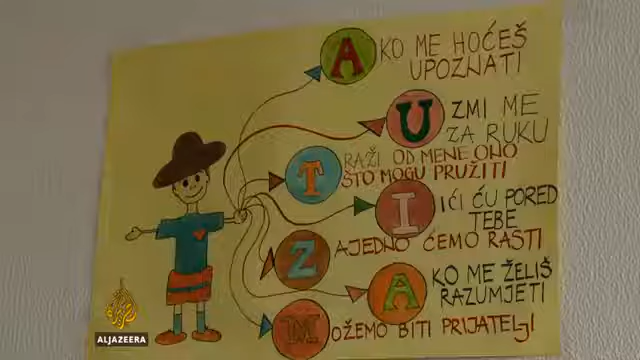 AKO ME HOĆEŠ
UPOZNATI
UZMI ME
ZA RUKU
TRAŽI OD MENE ONO
ŠTO MOGU PRUŽITI
IIĆI ĆU PORED
TEBE
ZAJEDNO ĆEMO RASTI
AKO ME ŽELIŠ
RAZUMJETI
MOŽEMO BITI PRIJATELJI
ALJAZEERA